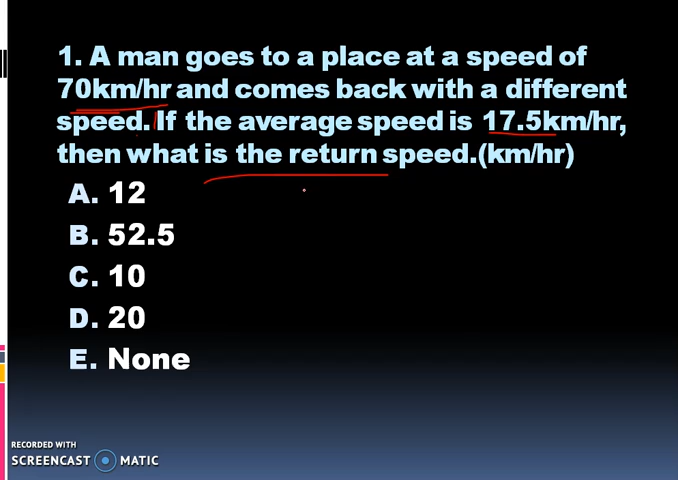 1. A man goes to a place at a speed of
70km/hr and comes back with a different
speed. If the average speed is 17.5km/hr,
then what is the return speed.(km/hr)
A. 12
B. 52.5
C. 10
D. 20
E. None
RECORDED WITH
SCREENCAST MATIC